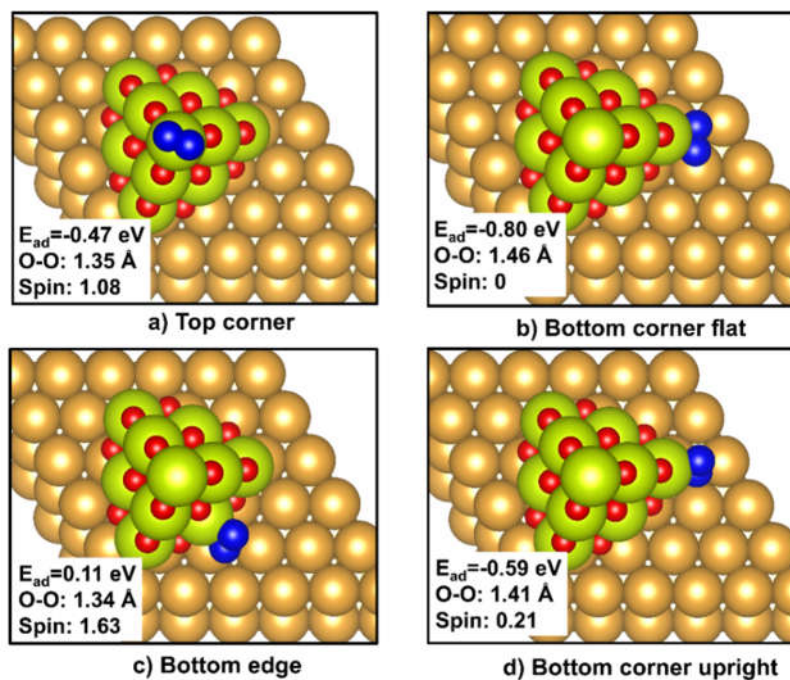 E_ad=-0.47 eV
O-O: 1.35 Å
Spin: 1.08
a) Top corner
E_ad=-0.80 eV
O-O: 1.46 Å
Spin: 0
b) Bottom corner flat
E_ad=0.11 eV
O-O: 1.34 Å
Spin: 1.63
c) Bottom edge
E_ad=-0.59 eV
O-O: 1.41 Å
Spin: 0.21
d) Bottom corner upright